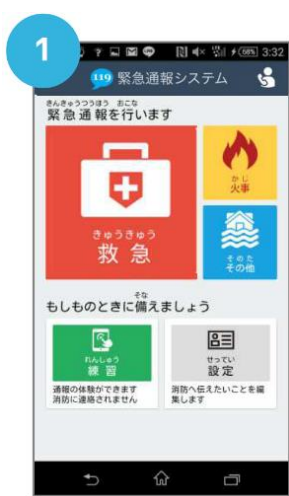 1
68% 3:32
119 緊急通報システム
きんきゅうつうほう おこな
緊急通報を行います
きゅうきゅう
救急
かじ
火事
そのた
その他
そな
もしものときに備えましょう
れんしゅう
練習
通報の体験ができます
消防に連絡されません
せってい
設定
消防へ伝えたいことを編
集します